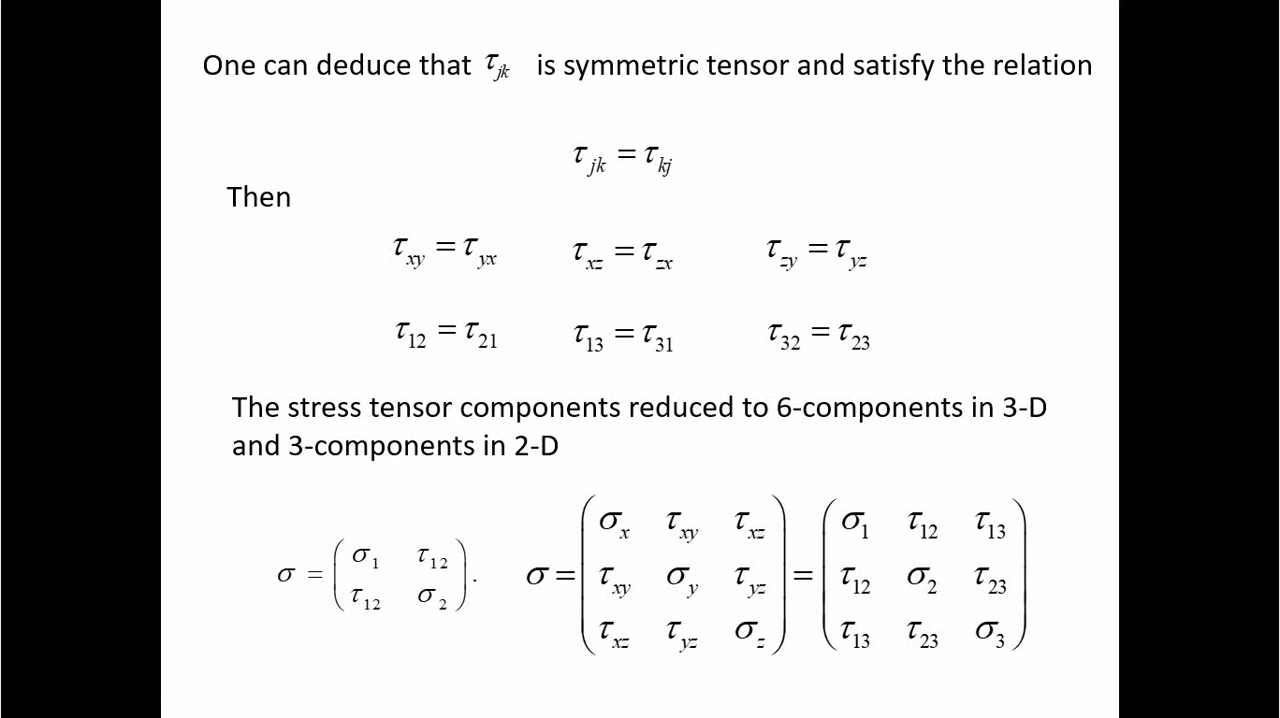 One can deduce that τ_jk is symmetric tensor and satisfy the relation
τ_jk = τ_kj
Then
τ_xy = τ_yx τ_xz = τ_zx τ_zy = τ_yz
τ_12 = τ_21 τ_13 = τ_31 τ_32 = τ_23
The stress tensor components reduced to 6-components in 3-D
and 3-components in 2-D
σ = ( σ_1 τ_12 ; τ_12 σ_2 ). σ = ( σ_x τ_xy τ_xz ; τ_xy σ_y τ_yz ; τ_xz τ_yz σ_z ) = ( σ_1 τ_12 τ_13 ; τ_12 σ_2 τ_23 ; τ_13 τ_23 σ_3 )